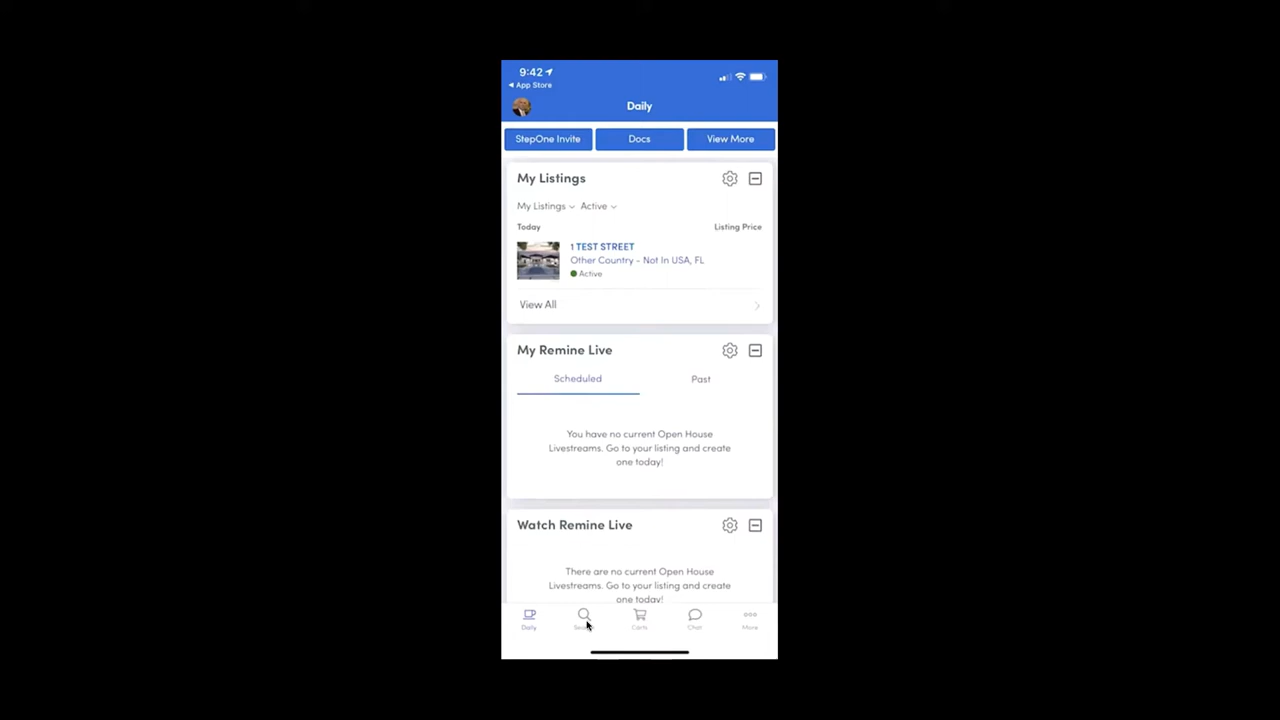 9:42
App Store
Daily
StepOne Invite
Docs
View More
My Listings
My Listings
Active
Today
Listing Price
1 TEST STREET
Other Country - Not In USA, FL
Active
View All
My Remine Live
Scheduled
Past
You have no current Open House
Livestreams. Go to your listing and create
one today!
Watch Remine Live
There are no current Open House
Livestreams. Go to your listing and create
one today!
Daily
Carts
Chat
More